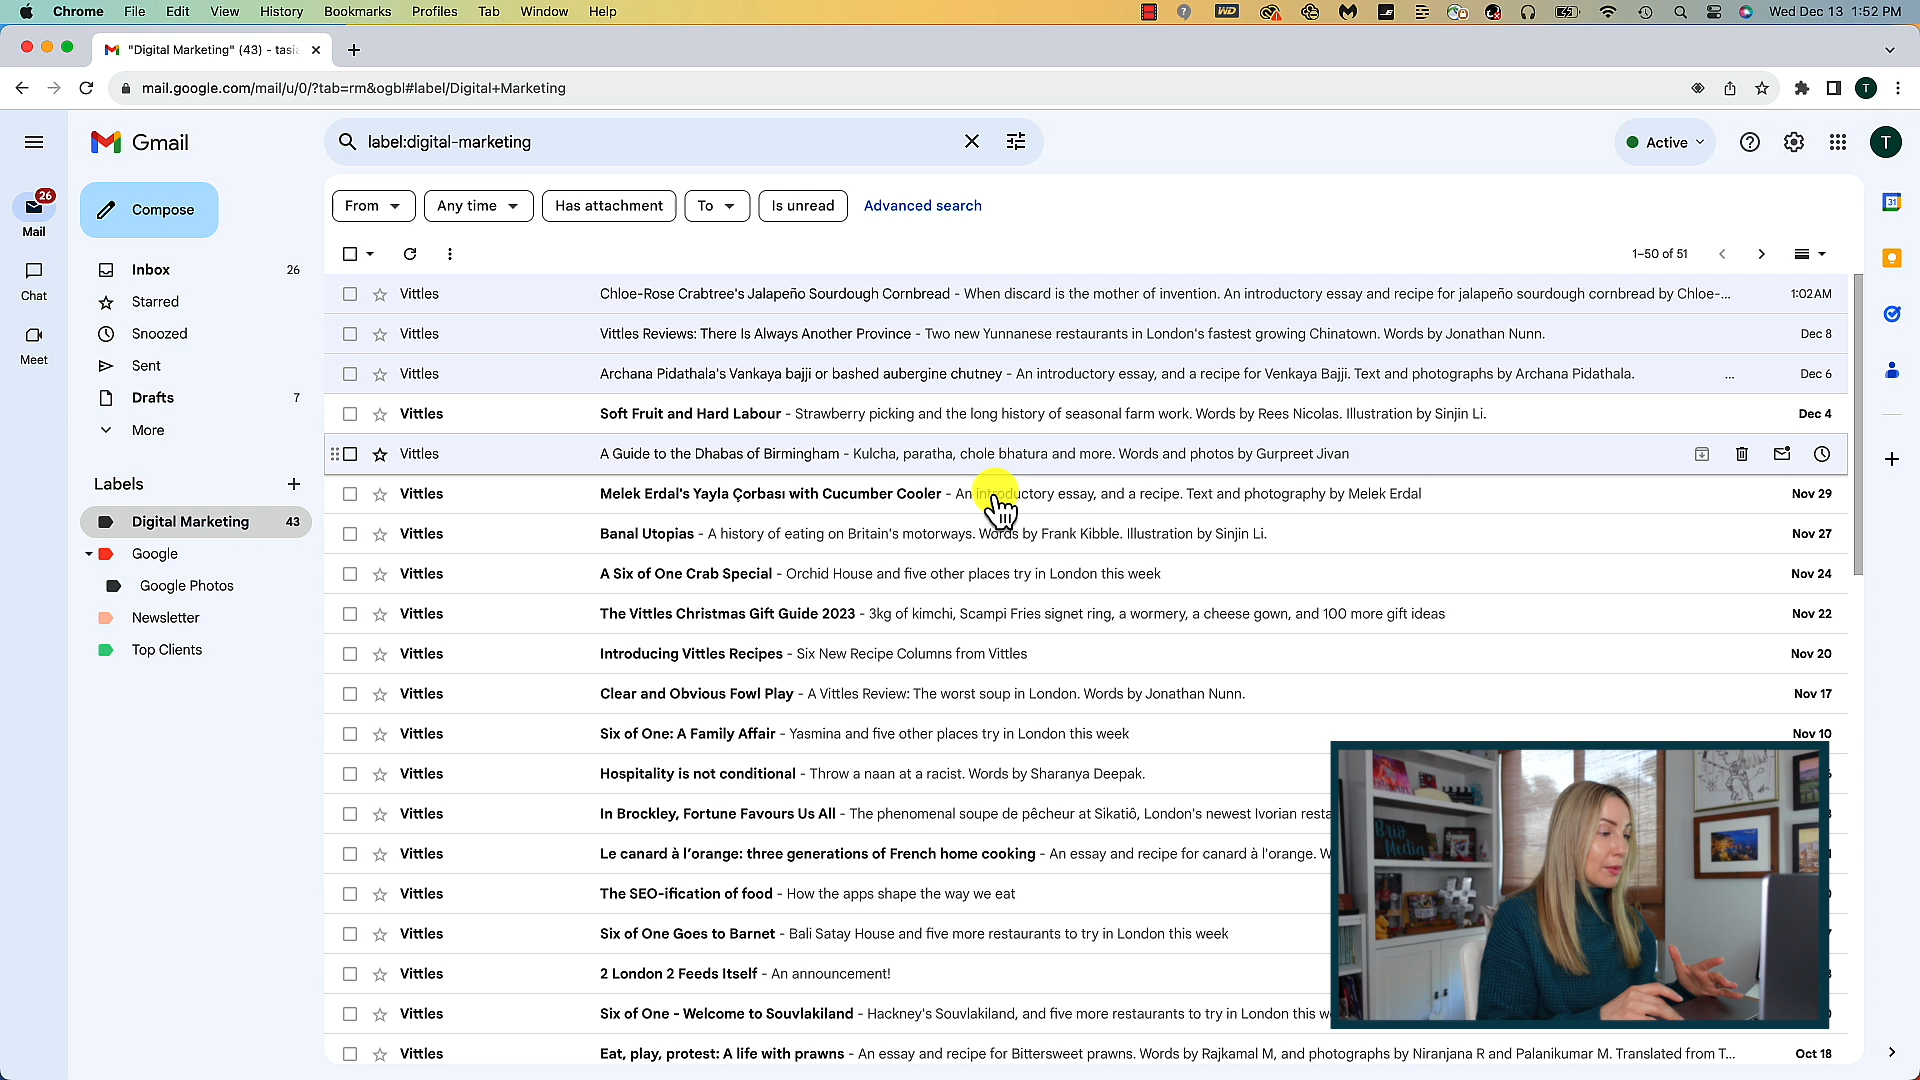 Chrome File Edit View History Bookmarks Profiles Tab Window Help WD Wed Dec 13 1:52 PM
"Digital Marketing" (43) - tasi
mail.google.com/mail/u/0/?tab=rm&ogbl#label/Digital+Marketing T
Gmail label:digital-marketing Active T
26
Mail
Chat
Meet
Compose
Inbox 26
Starred
Snoozed
Sent
Drafts 7
More
Labels
Digital Marketing 43
Google
Google Photos
Newsletter
Top Clients
From Any time Has attachment To Is unread Advanced search
1–50 of 51
Vittles Chloe-Rose Crabtree's Jalapeño Sourdough Cornbread - When discard is the mother of invention. An introductory essay and recipe for jalapeño sourdough cornbread by Chloe-... 1:02 AM
Vittles Vittles Reviews: There Is Always Another Province - Two new Yunnanese restaurants in London's fastest growing Chinatown. Words by Jonathan Nunn. Dec 8
Vittles Archana Pidathala's Vankaya bajji or bashed aubergine chutney - An introductory essay, and a recipe for Venkaya Bajji. Text and photographs by Archana Pidathala. ... Dec 6
Vittles Soft Fruit and Hard Labour - Strawberry picking and the long history of seasonal farm work. Words by Rees Nicolas. Illustration by Sinjin Li. Dec 4
Vittles A Guide to the Dhabas of Birmingham - Kulcha, paratha, chole bhatura and more. Words and photos by Gurpreet Jivan
Vittles Melek Erdal's Yayla Çorbası with Cucumber Cooler - An introductory essay, and a recipe. Text and photography by Melek Erdal Nov 29
Vittles Banal Utopias - A history of eating on Britain's motorways. Words by Frank Kibble. Illustration by Sinjin Li. Nov 27
Vittles A Six of One Crab Special - Orchid House and five other places try in London this week Nov 24
Vittles The Vittles Christmas Gift Guide 2023 - 3kg of kimchi, Scampi Fries signet ring, a wormery, a cheese gown, and 100 more gift ideas Nov 22
Vittles Introducing Vittles Recipes - Six New Recipe Columns from Vittles Nov 20
Vittles Clear and Obvious Fowl Play - A Vittles Review: The worst soup in London. Words by Jonathan Nunn. Nov 17
Vittles Six of One: A Family Affair - Yasmina and five other places try in London this week Nov 10
Vittles Hospitality is not conditional - Throw a naan at a racist. Words by Sharanya Deepak.
Vittles In Brockley, Fortune Favours Us All - The phenomenal soupe de pêcheur at Sikatiô, London's newest Ivorian resta
Vittles Le canard à l'orange: three generations of French home cooking - An essay and recipe for canard à l'orange. W
Vittles The SEO-ification of food - How the apps shape the way we eat
Vittles Six of One Goes to Barnet - Bali Satay House and five more restaurants to try in London this week
Vittles 2 London 2 Feeds Itself - An announcement!
Vittles Six of One - Welcome to Souvlakiland - Hackney's Souvlakiland, and five more restaurants to try in London this w
Vittles Eat, play, protest: A life with prawns - An essay and recipe for Bittersweet prawns. Words by Rajkamal M, and photographs by Niranjana R and Palanikumar M. Translated from T... Oct 18
31
Brio
Media